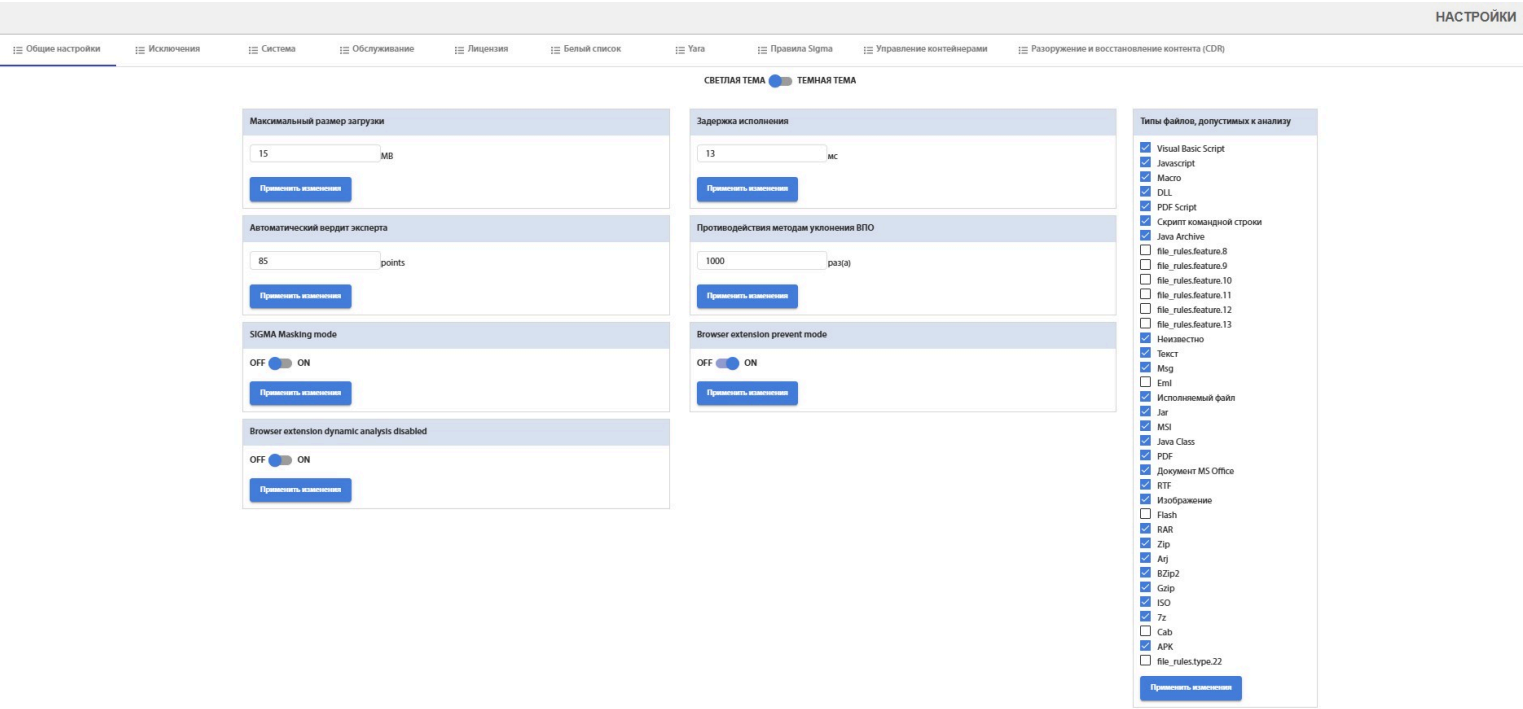 НАСТРОЙКИ
Общие настройки Исключения Система Обслуживание Лицензия Белый список Yara Правила Sigma Управление контейнерами Разоружение и восстановление контента (CDR)
СВЕТЛАЯ ТЕМА ТЕМНАЯ ТЕМА
Максимальный размер загрузки
15 MB
Применить изменения
Задержка исполнения
13 мс
Применить изменения
Автоматический вердит эксперта
85 points
Применить изменения
Противодействия методам уклонения ВПО
1000 раз(а)
Применить изменения
SIGMA Masking mode
OFF ON
Применить изменения
Browser extension prevent mode
OFF ON
Применить изменения
Browser extension dynamic analysis disabled
OFF ON
Применить изменения
Типы файлов, допустимых к анализу
Visual Basic Script
Javascript
Macro
DLL
PDF Script
Скрипт командной строки
Java Archive
file_rules.feature.8
file_rules.feature.9
file_rules.feature.10
file_rules.feature.11
file_rules.feature.12
file_rules.feature.13
Неизвестно
Текст
Msg
Eml
Исполняемый файл
Jar
MSI
Java Class
PDF
Документ MS Office
RTF
Изображение
Flash
RAR
Zip
Arj
BZip2
Gzip
ISO
7z
Cab
APK
file_rules.type.22
Применить изменения